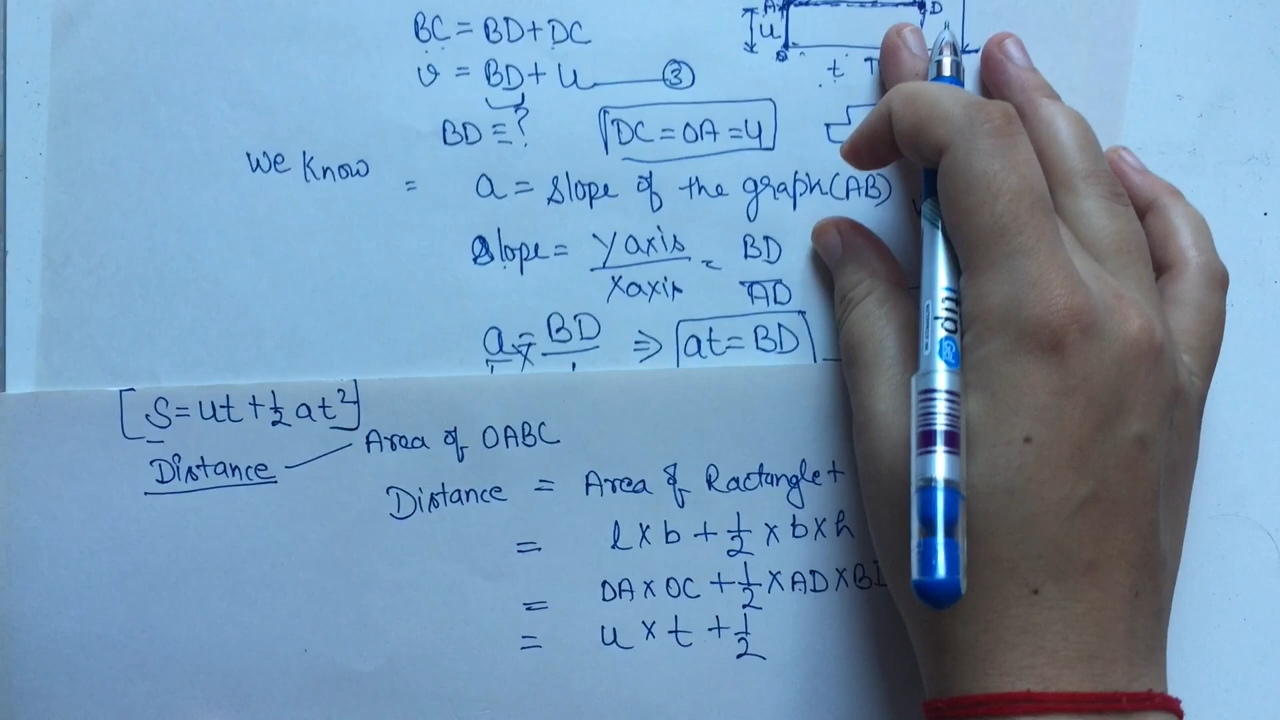 A D
BC = BD + DC
u
v = BD + u ——— ③
t
BD = ? DC = OA = u
We Know = a = Slope of the graph (AB)
Slope = y axis / x axis = BD / AD
a = BD / t ⇒ at = BD
[S = ut + ½ at²]
Distance — Area of OABC
Distance = Area of Ractangle +
= l × b + ½ × b × h
= OA × OC + ½ × AD × BD
= u × t + ½